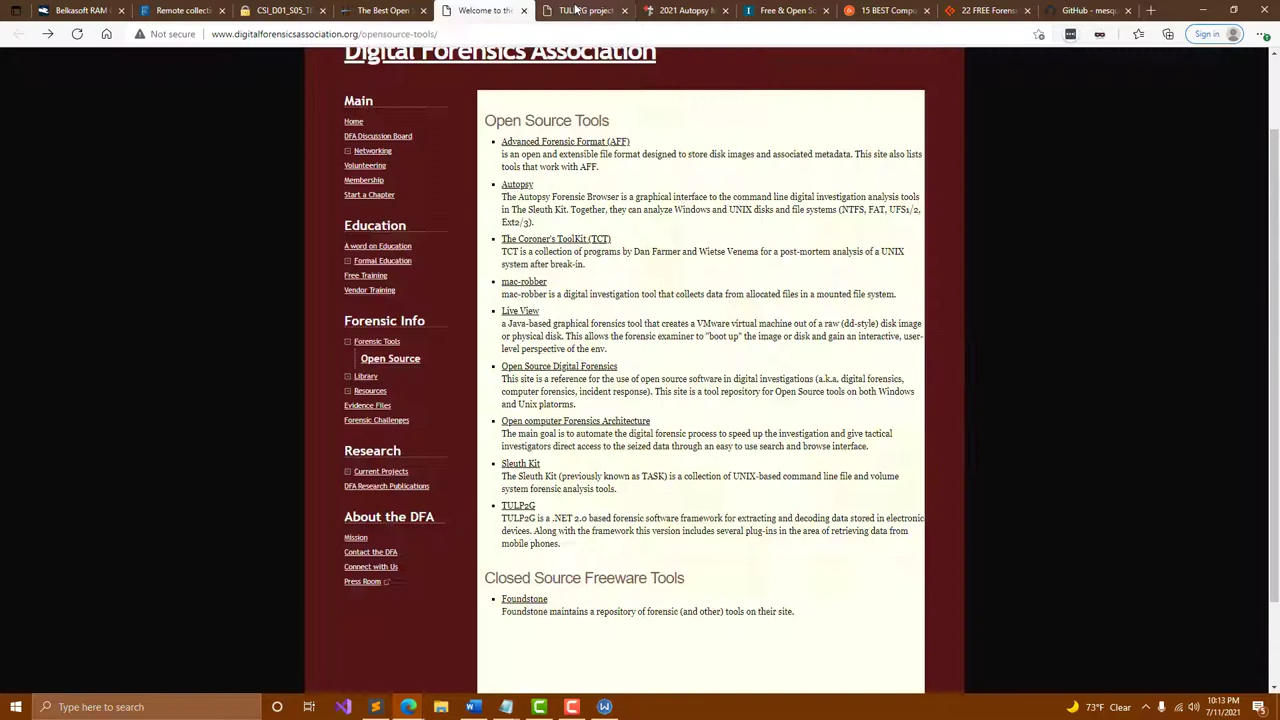 Belkasoft RAM
Remote collecti
CSI_D01_S05_TE
Best Open S
Welcome to the
TULP2G project
2021 Autopsy M
Free & Open So
15 BEST Compu
22 FREE Forens
GitHub - mesqu
Not secure
www.digitalforensicsassociation.org/opensource-tools/
Sign in
Digital Forensics Association
Main
Home
DFA Discussion Board
Networking
Volunteering
Membership
Start a Chapter
Education
A word on Education
Formal Education
Free Training
Vendor Training
Forensic Info
Forensic Tools
Open Source
Library
Resources
Evidence Files
Forensic Challenges
Research
Current Projects
DFA Research Publications
About the DFA
Mission
Contact the DFA
Connect with Us
Press Room
Open Source Tools
Advanced Forensic Format (AFF)
is an open and extensible file format designed to store disk images and associated metadata. This site also lists
tools that work with AFF.
Autopsy
The Autopsy Forensic Browser is a graphical interface to the command line digital investigation analysis tools
in The Sleuth Kit. Together, they can analyze Windows and UNIX disks and file systems (NTFS, FAT, UFS1/2,
Ext2/3).
The Coroner's ToolKit (TCT)
TCT is a collection of programs by Dan Farmer and Wietse Venema for a post-mortem analysis of a UNIX
system after break-in.
mac-robber
mac-robber is a digital investigation tool that collects data from allocated files in a mounted file system.
Live View
a Java-based graphical forensics tool that creates a VMware virtual machine out of a raw (dd-style) disk image
or physical disk. This allows the forensic examiner to "boot up" the image or disk and gain an interactive, user-
level perspective of the env.
Open Source Digital Forensics
This site is a reference for the use of open source software in digital investigations (a.k.a, digital forensics,
computer forensics, incident response). This site is a tool repository for Open Source tools on both Windows
and Unix platorms.
Open computer Forensics Architecture
The main goal is to automate the digital forensic process to speed up the investigation and give tactical
investigators direct access to the seized data through an easy to use search and browse interface.
Sleuth Kit
The Sleuth Kit (previously known as TASK) is a collection of UNIX-based command line file and volume
system forensic analysis tools.
TULP2G
TULP2G is a .NET 2.0 based forensic software framework for extracting and decoding data stored in electronic
devices. Along with the framework this version includes several plug-ins in the area of retrieving data from
mobile phones.
Closed Source Freeware Tools
Foundstone
Foundstone maintains a repository of forensic (and other) tools on their site.
Type here to search
73°F Clear
10:13 PM
7/11/2021